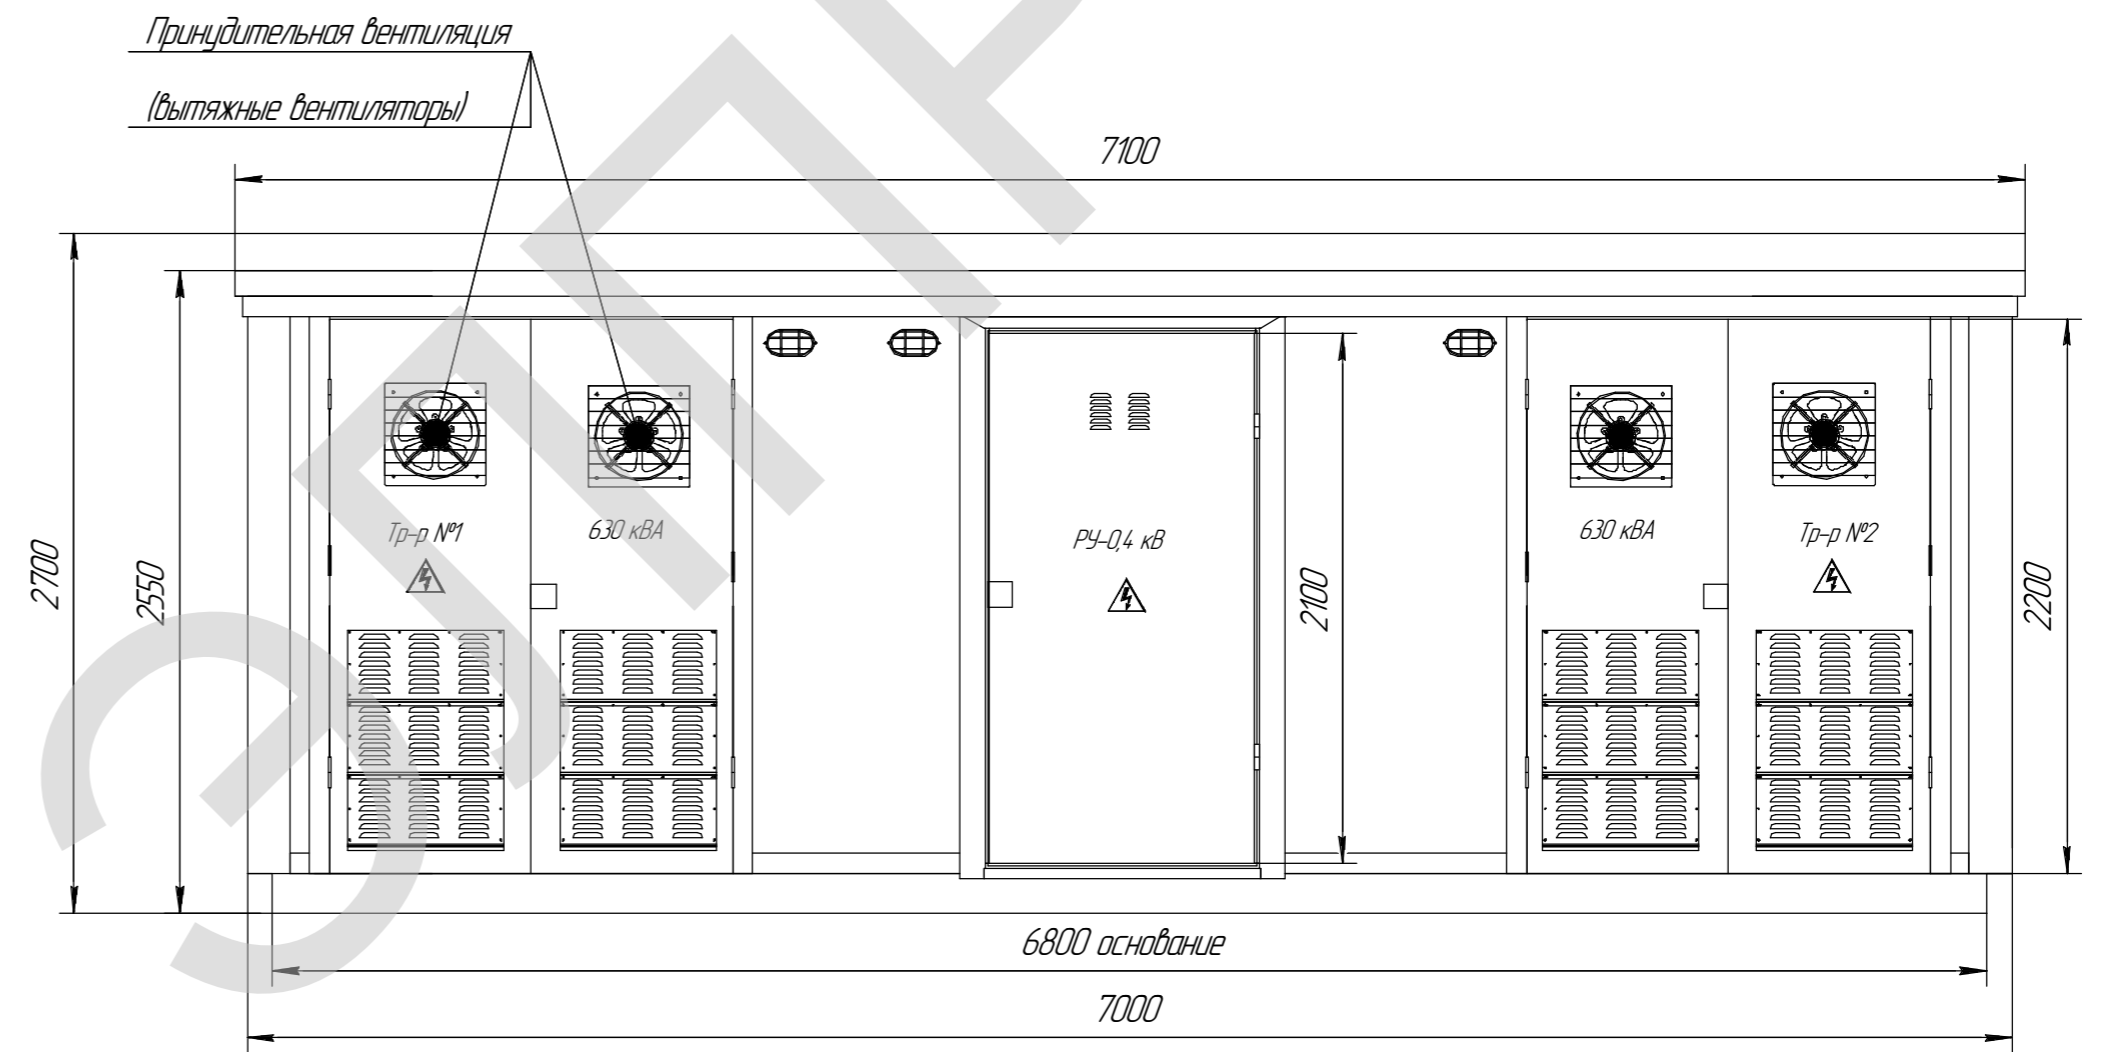 Принудительная вентиляция
(вытяжные вентиляторы)
7100
Тр-р №1
630 кВА
РУ-0,4 кВ
630 кВА
Тр-р №2
2700
2550
2100
2200
6800 основание
7000
ЭЛПР